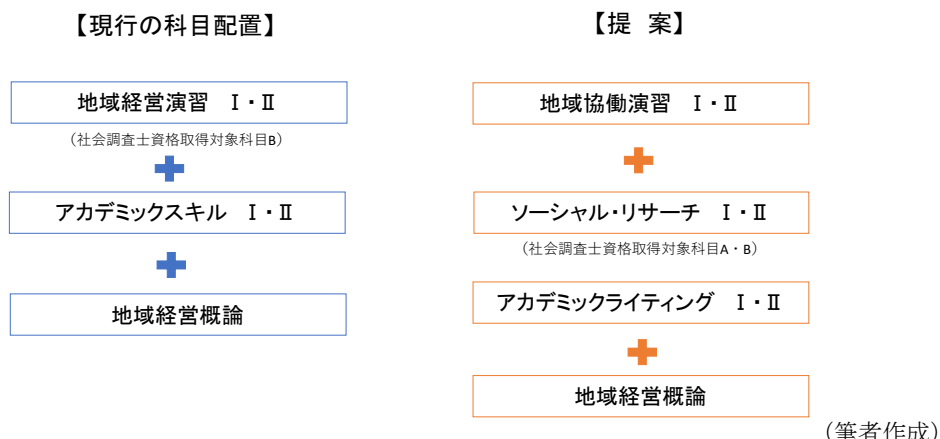 【現行の科目配置】
地域経営演習　Ⅰ・Ⅱ
（社会調査士資格取得対象科目B）
アカデミックスキル　Ⅰ・Ⅱ
地域経営概論
【提　案】
地域協働演習　Ⅰ・Ⅱ
ソーシャル・リサーチ　Ⅰ・Ⅱ
（社会調査士資格取得対象科目A・B）
アカデミックライティング　Ⅰ・Ⅱ
地域経営概論
（筆者作成）